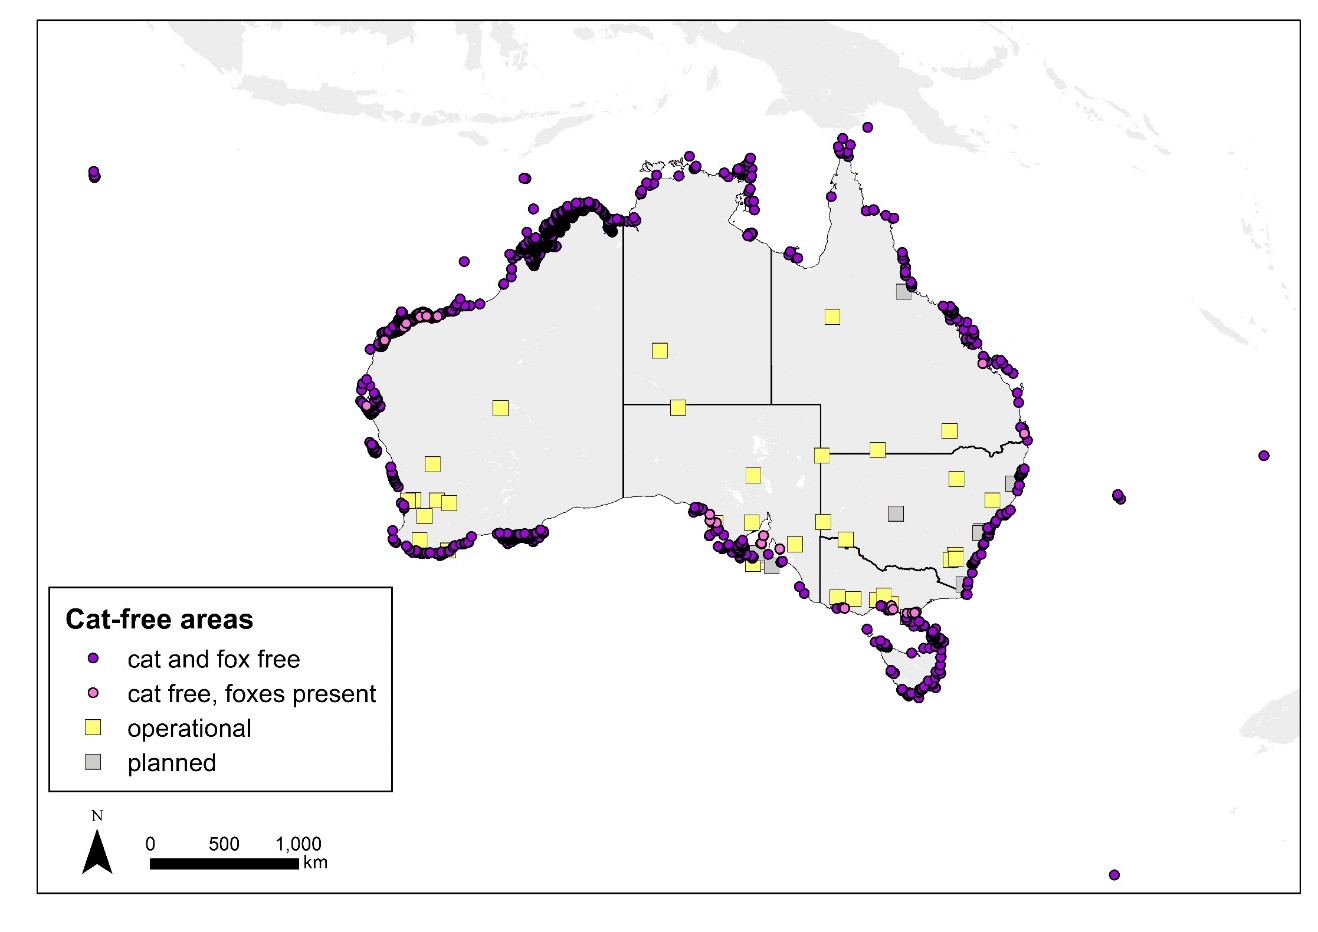 Cat-free areas
cat and fox free
cat free, foxes present
operational
planned
N
0 500 1,000
km